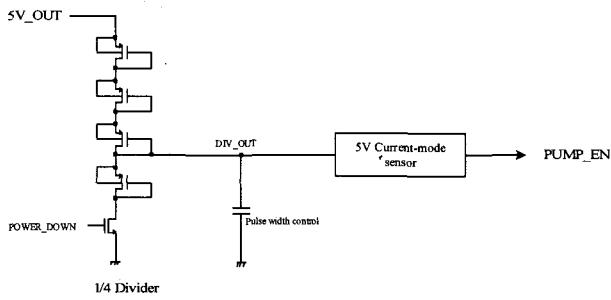 5V_OUT
DIV_OUT
5V Current-mode
sensor
PUMP_EN
POWER_DOWN
Pulse width control
1/4 Divider